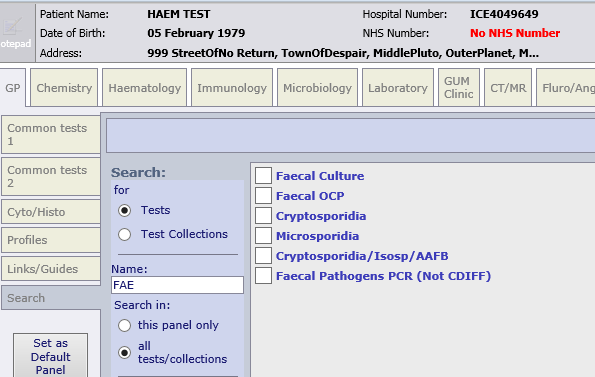 Patient Name: HAEM TEST Hospital Number: ICE4049649
otepad
Date of Birth: 05 February 1979 NHS Number: No NHS Number
Address: 999 StreetOfNo Return, TownOfDespair, MiddlePluto, OuterPlanet, M...
GP Chemistry Haematology Immunology Microbiology Laboratory GUM Clinic CT/MR Fluro/Ang
Common tests
1
Common tests
2
Cyto/Histo
Profiles
Links/Guides
Search
Set as
Default
Panel
Search:
for
Tests
Test Collections
Name:
FAE
Search in:
this panel only
all
tests/collections
Faecal Culture
Faecal OCP
Cryptosporidia
Microsporidia
Cryptosporidia/Isosp/AAFB
Faecal Pathogens PCR (Not CDIFF)